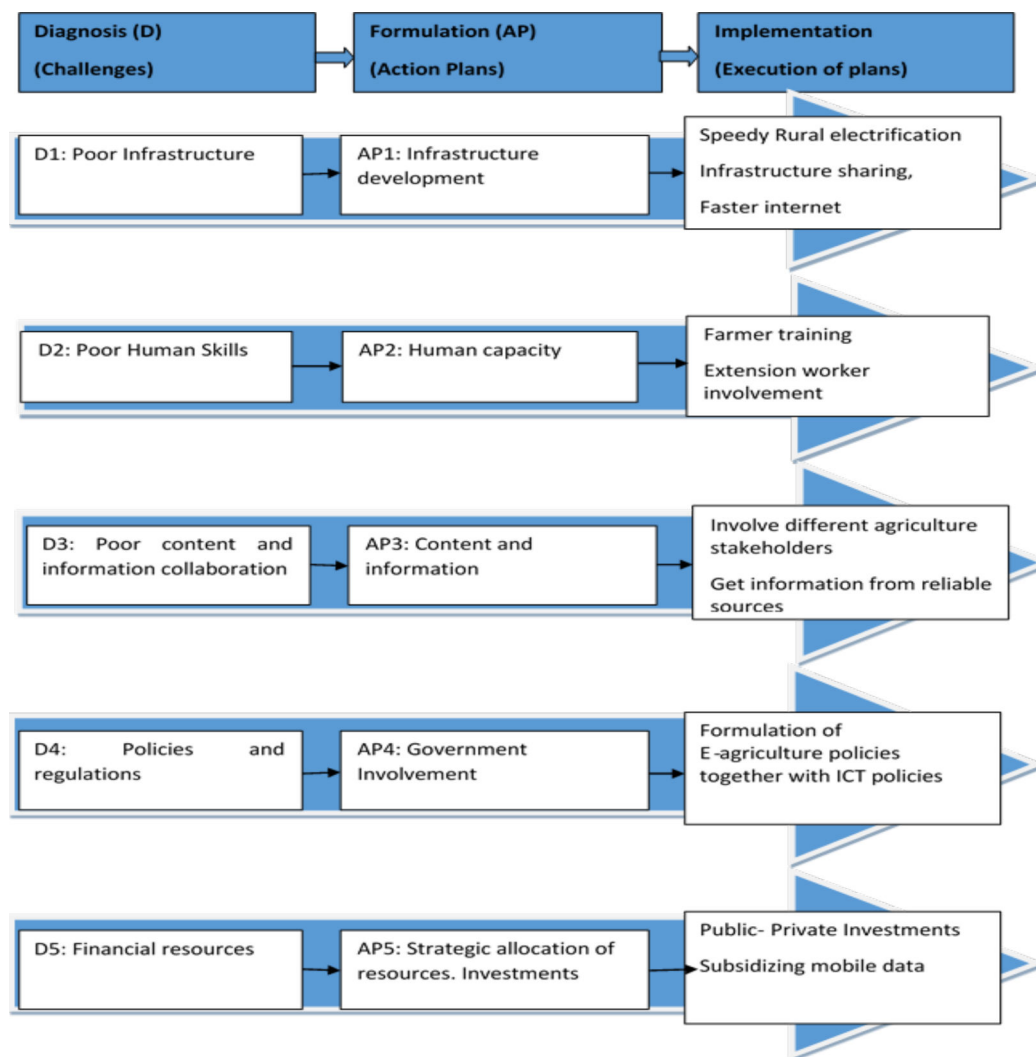 Diagnosis (D)
(Challenges)
Formulation (AP)
(Action Plans)
Implementation
(Execution of plans)
D1: Poor Infrastructure
AP1: Infrastructure
development
Speedy Rural electrification
Infrastructure sharing,
Faster internet
D2: Poor Human Skills
AP2: Human capacity
Farmer training
Extension worker
involvement
D3: Poor content and
information collaboration
AP3: Content and
information
Involve different agriculture
stakeholders
Get information from reliable
sources
D4: Policies and
regulations
AP4: Government
Involvement
Formulation of
E-agriculture policies
together with ICT policies
D5: Financial resources
AP5: Strategic allocation of
resources. Investments
Public- Private Investments
Subsidizing mobile data